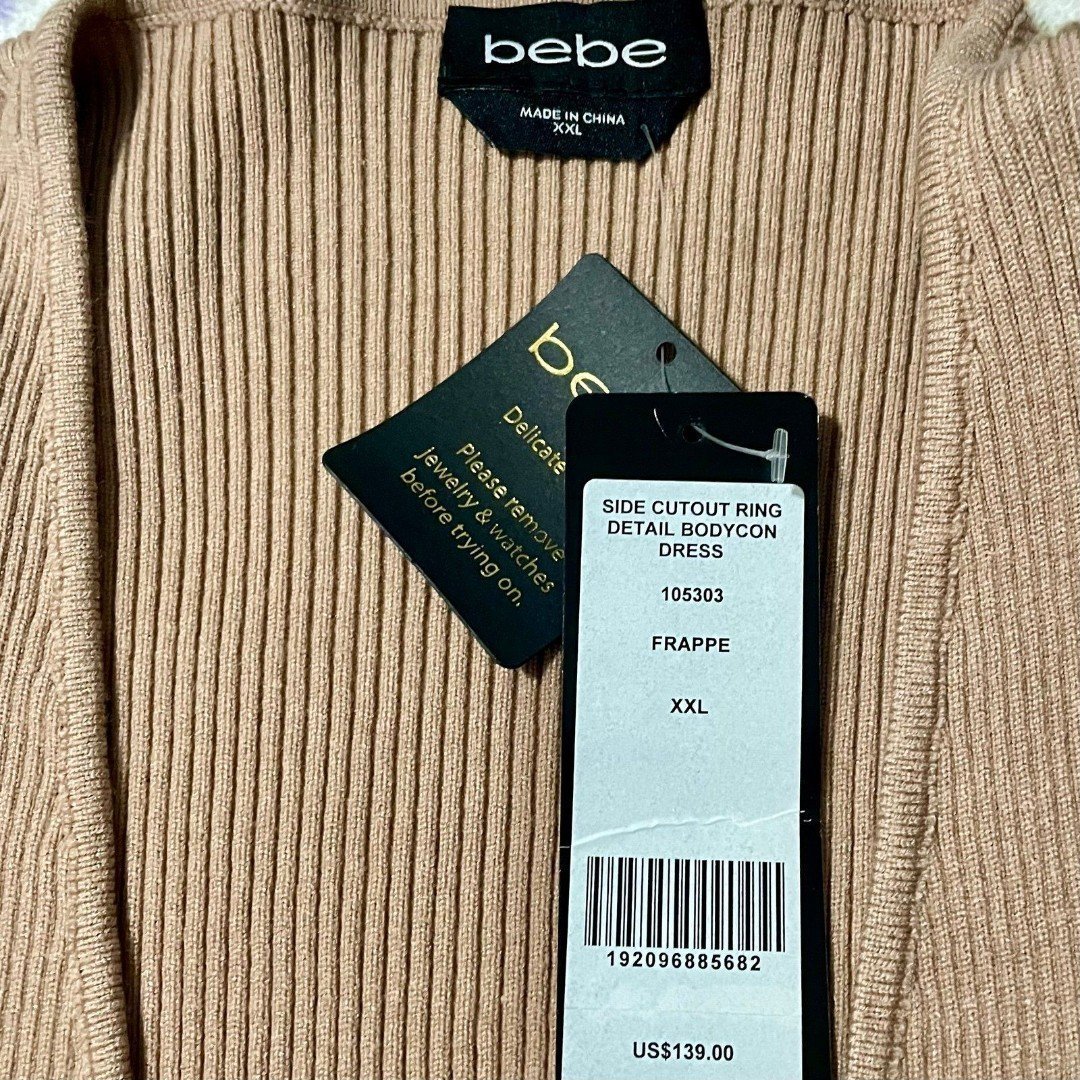 bebe
MADE IN CHINA
XXL
be
Delicate
Please remove
jewelry & watches
before trying on.
SIDE CUTOUT RING
DETAIL BODYCON
DRESS
105303
FRAPPE
XXL
192096885682
US$139.00